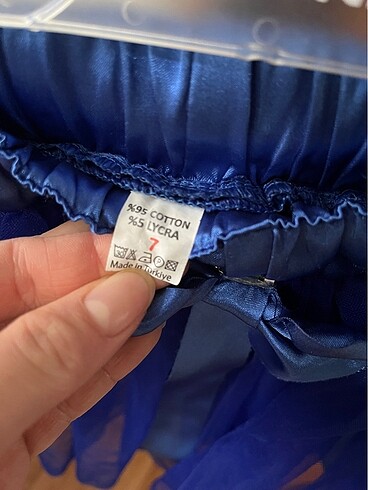 %95 COTTON
%5 LYCRA
7
Made in Türkiye